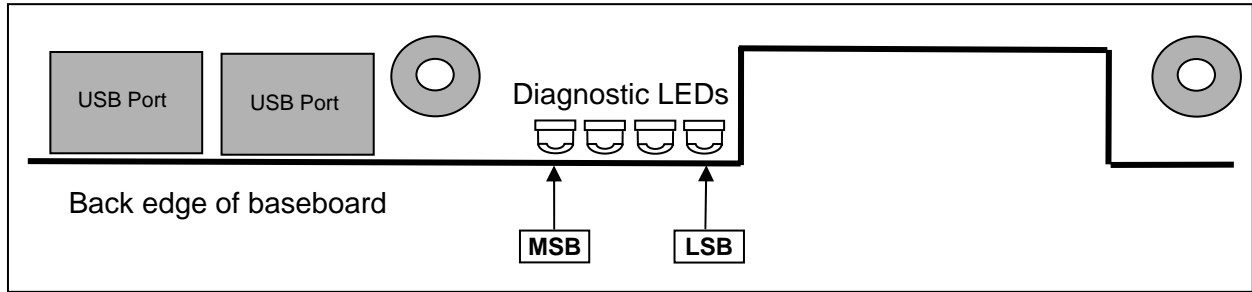 USB Port
USB Port
Diagnostic LEDs
Back edge of baseboard
MSB
LSB